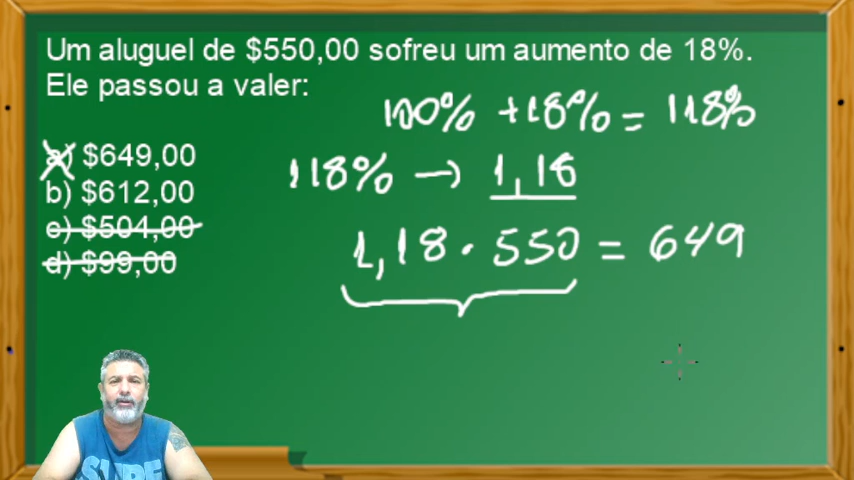 Um aluguel de $550,00 sofreu um aumento de 18%.
Ele passou a valer:
100% + 18% = 118%
a) $649,00
118% → 1,18
b) $612,00
c) $504,00
1,18 · 550 = 649
d) $99,00
SURF